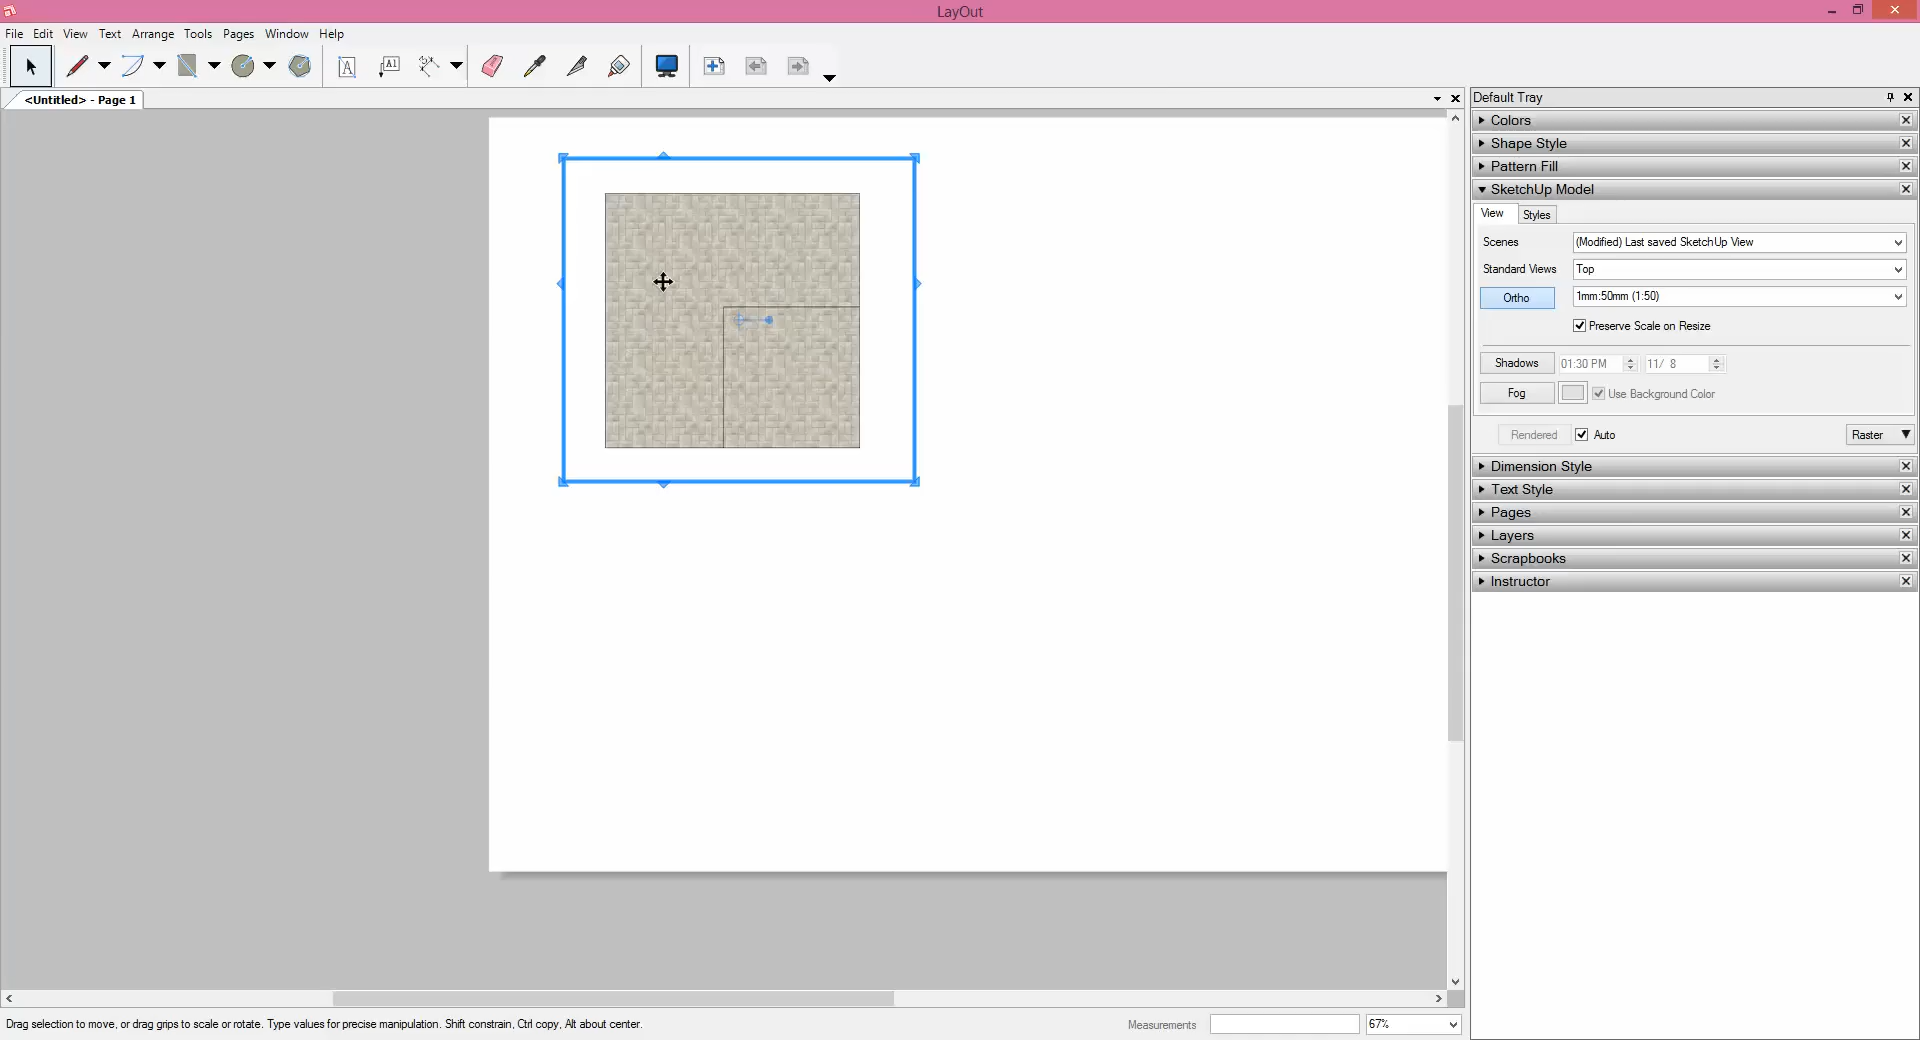 LayOut
File Edit View Text Arrange Tools Pages Window Help
A A1
<Untitled> - Page 1
Default Tray
Colors
Shape Style
Pattern Fill
SketchUp Model
View Styles
Scenes (Modified) Last saved SketchUp View
Standard Views Top
Ortho 1mm:50mm (1:50)
Preserve Scale on Resize
Shadows 01:30 PM 11/ 8
Fog Use Background Color
Rendered Auto Raster
Dimension Style
Text Style
Pages
Layers
Scrapbooks
Instructor
Drag selection to move, or drag grips to scale or rotate. Type values for precise manipulation. Shift constrain, Ctrl copy, Alt about center. Measurements 67%